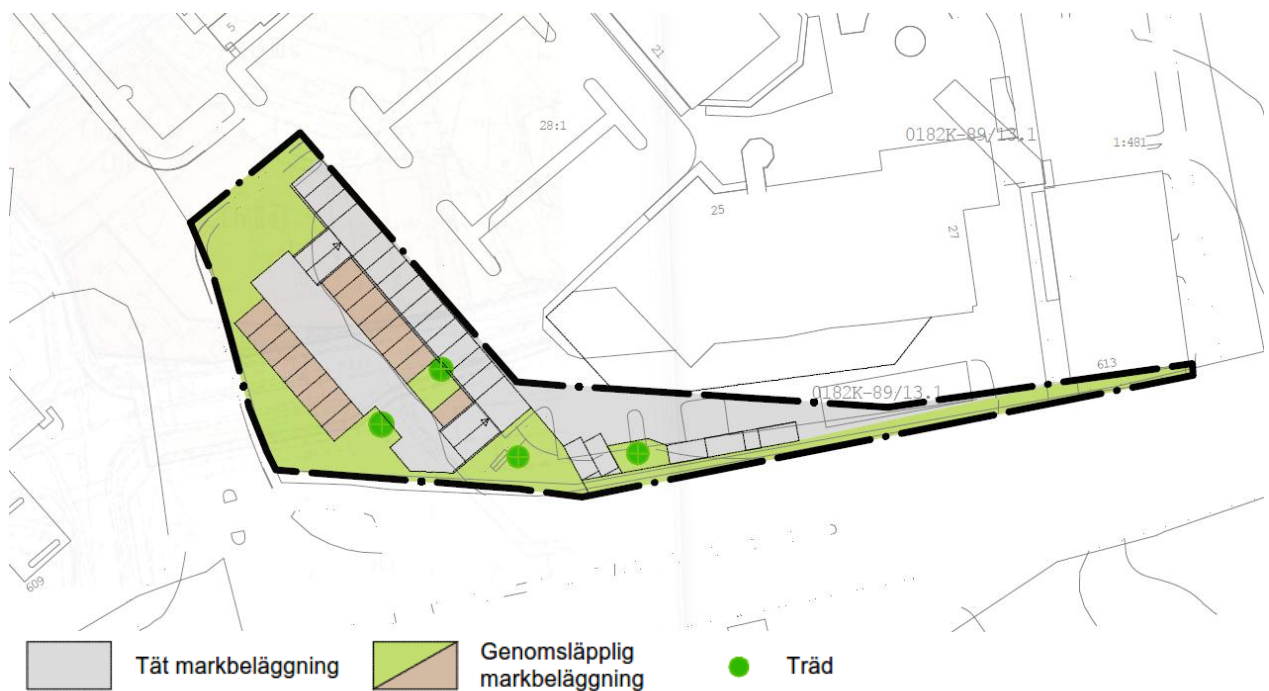 5
21
28:1
0182K-89/13.1
1:481
25
27
613
0182K-89/13.1
609
Tät markbeläggning
Genomsläpplig
markbeläggning
Träd